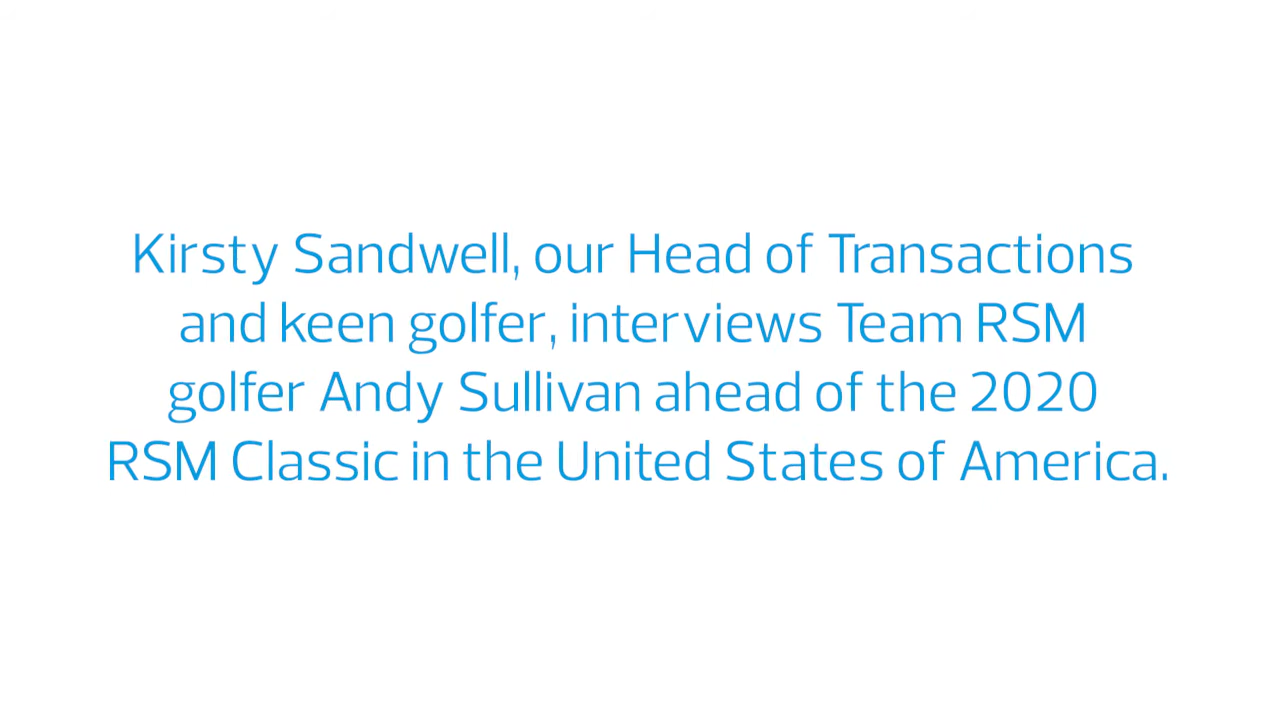 Kirsty Sandwell, our Head of Transactions
and keen golfer, interviews Team RSM
golfer Andy Sullivan ahead of the 2020
RSM Classic in the United States of America.